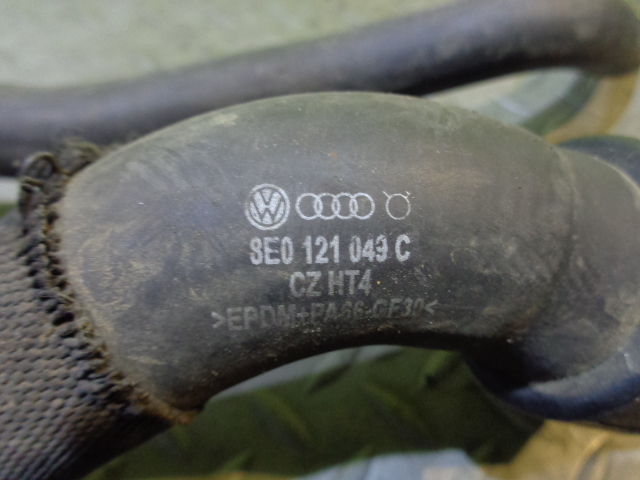 8E0 121 049 C
CZ HT4
>EPDM+PA66-GF30<